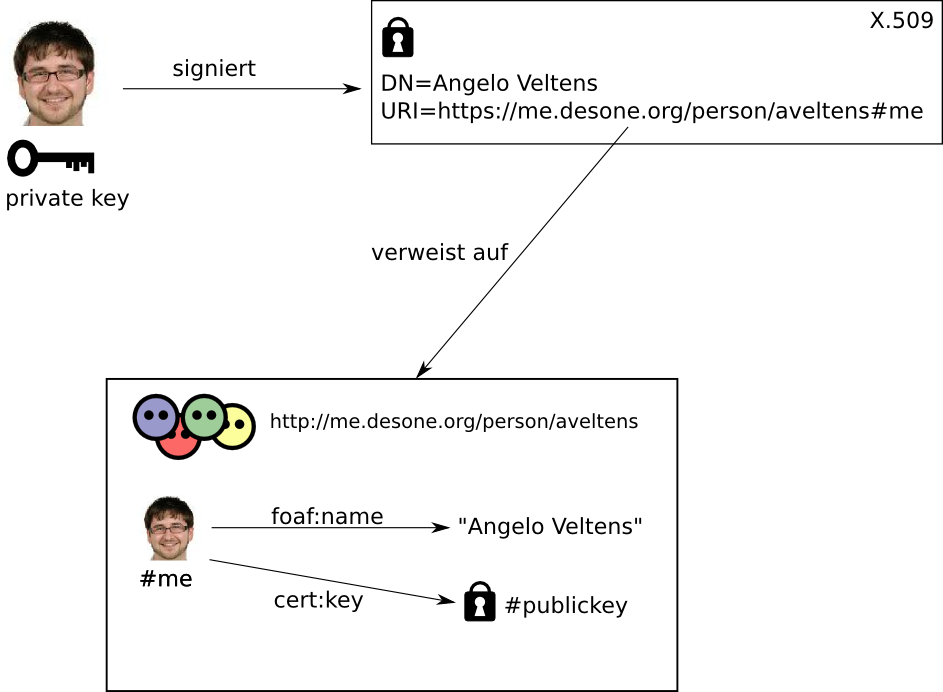 X.509
signiert
DN=Angelo Veltens
URI=https://me.desone.org/person/aveltens#me
private key
verweist auf
http://me.desone.org/person/aveltens
foaf:name
"Angelo Veltens"
#me
cert:key
#publickey